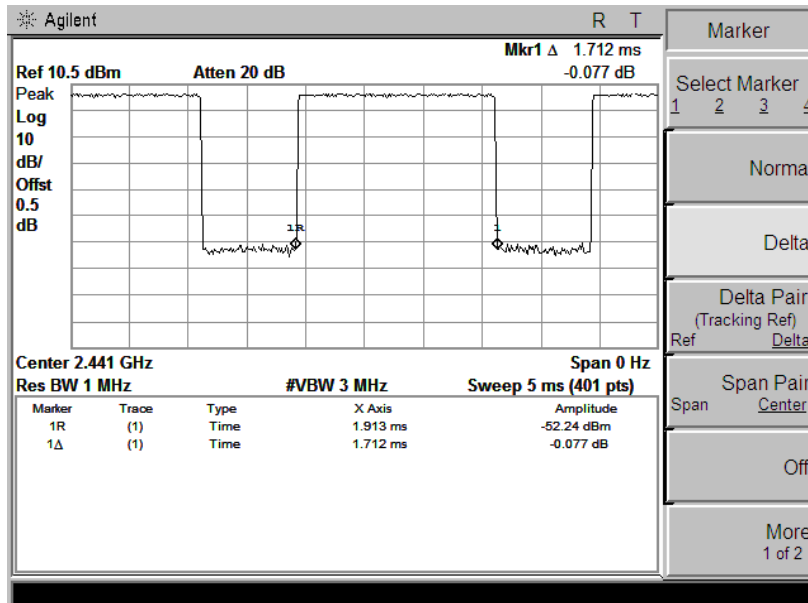 Agilent R T
Mkr1 Δ 1.712 ms
Ref 10.5 dBm Atten 20 dB -0.077 dB
Peak
Log
10
dB/
Offst
0.5
dB
1R 1
Center 2.441 GHz Span 0 Hz
Res BW 1 MHz #VBW 3 MHz Sweep 5 ms (401 pts)
Marker Trace Type X Axis Amplitude
1R (1) Time 1.913 ms -52.24 dBm
1Δ (1) Time 1.712 ms -0.077 dB
Marker
Select Marker
1 2 3 4
Norma
Delta
Delta Pair
(Tracking Ref)
Ref Delta
Span Pair
Span Center
Off
More
1 of 2